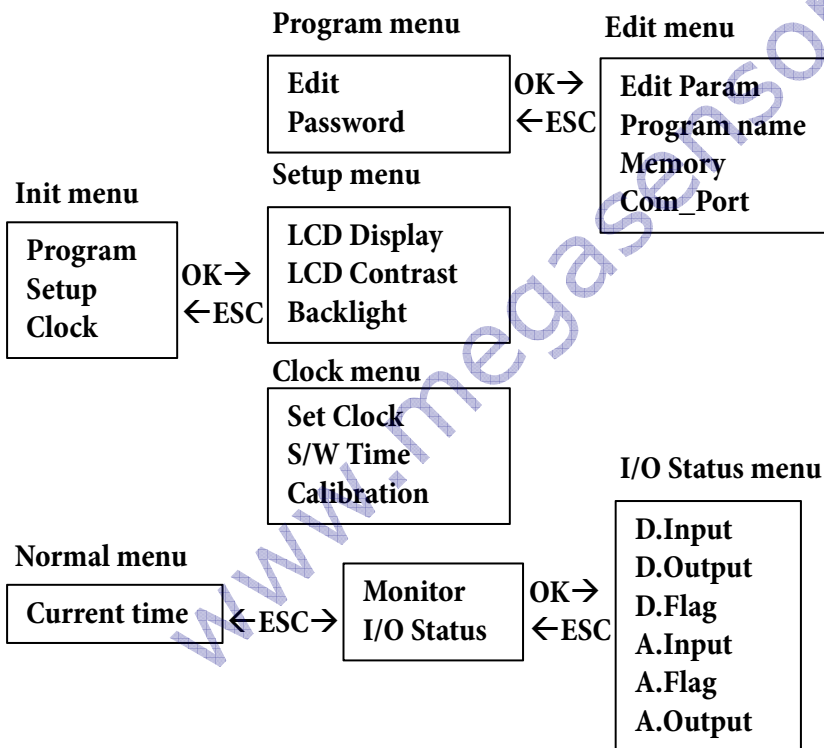 Program menu
Edit
Password
OK→
←ESC
Edit menu
Edit Param
Program name
Memory
Com_Port
Init menu
Program
Setup
Clock
OK→
←ESC
Setup menu
LCD Display
LCD Contrast
Backlight
Clock menu
Set Clock
S/W Time
Calibration
Normal menu
Current time
←ESC→
Monitor
I/O Status
OK→
←ESC
I/O Status menu
D.Input
D.Output
D.Flag
A.Input
A.Flag
A.Output
www.megasensor